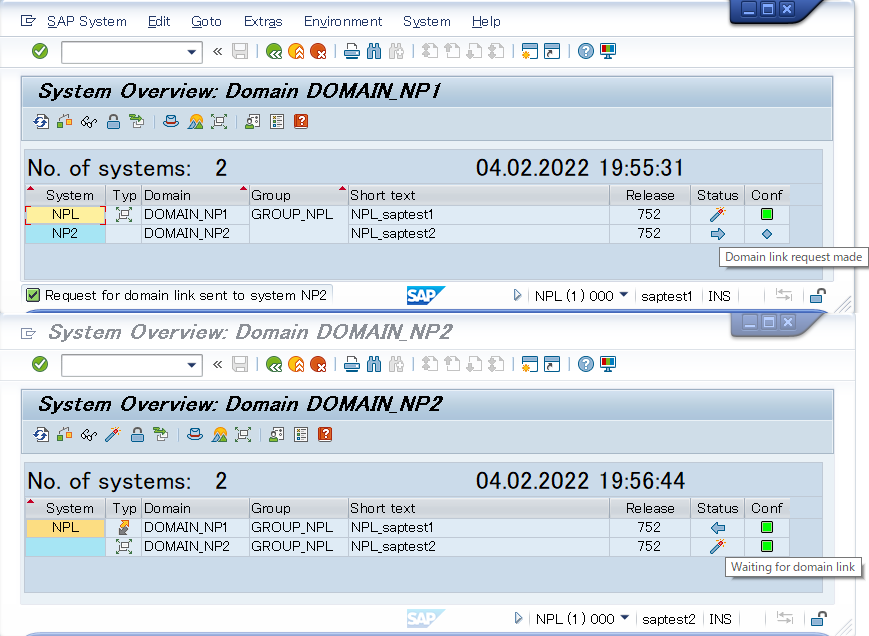 SAP System Edit Goto Extras Environment System Help
System Overview: Domain DOMAIN_NP1
No. of systems: 2 04.02.2022 19:55:31
System Typ Domain Group Short text Release Status Conf
NPL DOMAIN_NP1 GROUP_NPL NPL_saptest1 752
NP2 DOMAIN_NP2 NPL_saptest2 752
Domain link request made
Request for domain link sent to system NP2 SAP NPL (1) 000 saptest1 INS
System Overview: Domain DOMAIN_NP2
System Overview: Domain DOMAIN_NP2
No. of systems: 2 04.02.2022 19:56:44
System Typ Domain Group Short text Release Status Conf
NPL DOMAIN_NP1 GROUP_NPL NPL_saptest1 752
DOMAIN_NP2 GROUP_NPL NPL_saptest2 752
Waiting for domain link
SAP NPL (1) 000 saptest2 INS